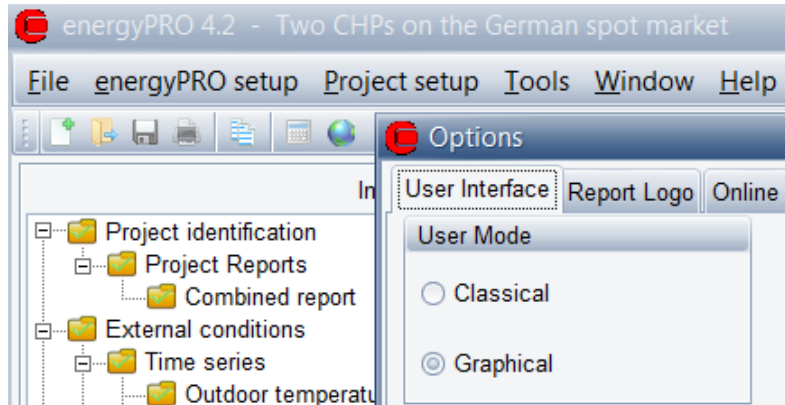 energyPRO 4.2 - Two CHPs on the German spot market
File energyPRO setup Project setup Tools Window Help
Options
In User Interface Report Logo Online
Project identification User Mode
Project Reports
Combined report Classical
External conditions
Time series Graphical
Outdoor temperatu